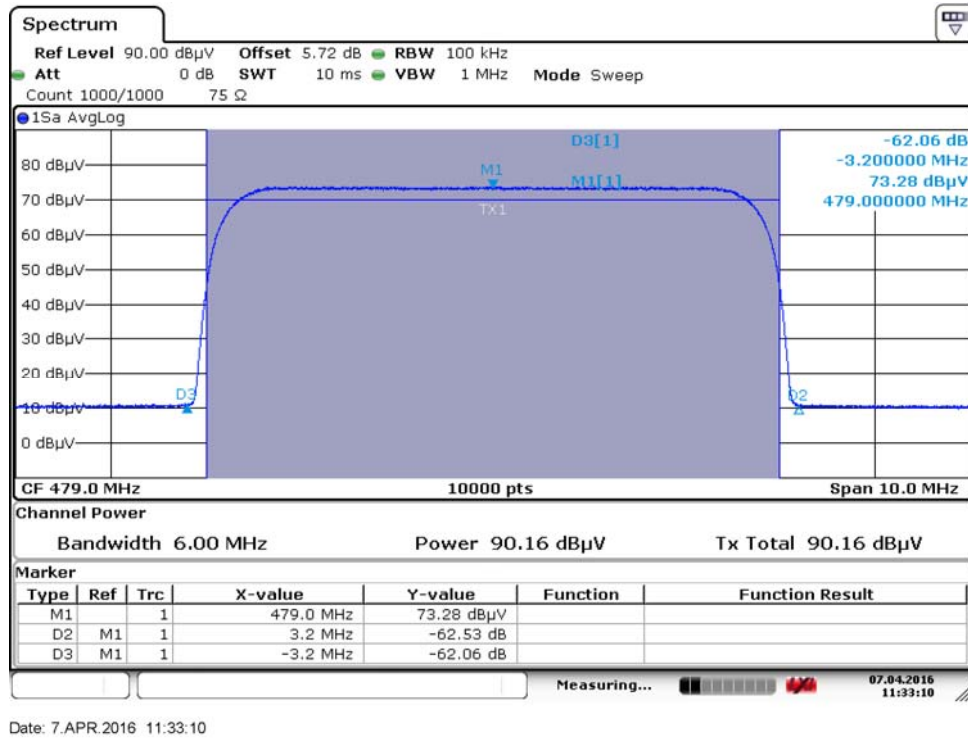 Spectrum
Ref Level 90.00 dBµV Offset 5.72 dB RBW 100 kHz
Att 0 dB SWT 10 ms VBW 1 MHz Mode Sweep
Count 1000/1000 75 Ω
1Sa AvgLog
D3[1] -62.06 dB
-3.200000 MHz
M1[1] 73.28 dBµV
479.000000 MHz
80 dBµV
M1
70 dBµV
TX1
60 dBµV
50 dBµV
40 dBµV
30 dBµV
20 dBµV
D3
D2
10 dBµV
0 dBµV
CF 479.0 MHz 10000 pts Span 10.0 MHz
Channel Power
Bandwidth 6.00 MHz Power 90.16 dBµV Tx Total 90.16 dBµV
Marker
Type Ref Trc X-value Y-value Function Function Result
M1 1 479.0 MHz 73.28 dBµV
D2 M1 1 3.2 MHz -62.53 dB
D3 M1 1 -3.2 MHz -62.06 dB
Measuring... 07.04.2016
11:33:10
Date: 7.APR.2016 11:33:10